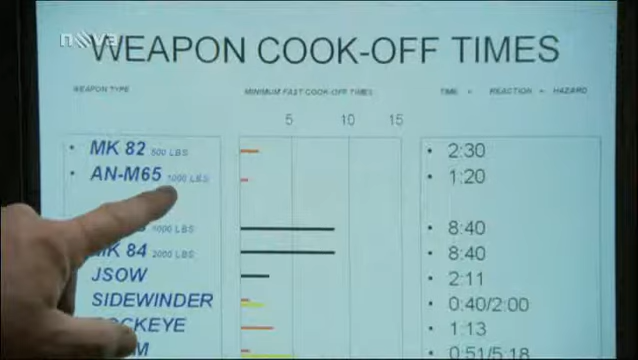 nova
WEAPON COOK-OFF TIMES
WEAPON TYPE MINIMUM FAST COOK-OFF TIMES TIME - REACTION - HAZARD
5 10 15
• MK 82 500 LBS • 2:30
• AN-M65 1000 LBS • 1:20
1000 LBS • 8:40
MK 84 2000 LBS • 8:40
JSOW • 2:11
SIDEWINDER • 0:40/2:00
• 1:13
• 0:51/5:18